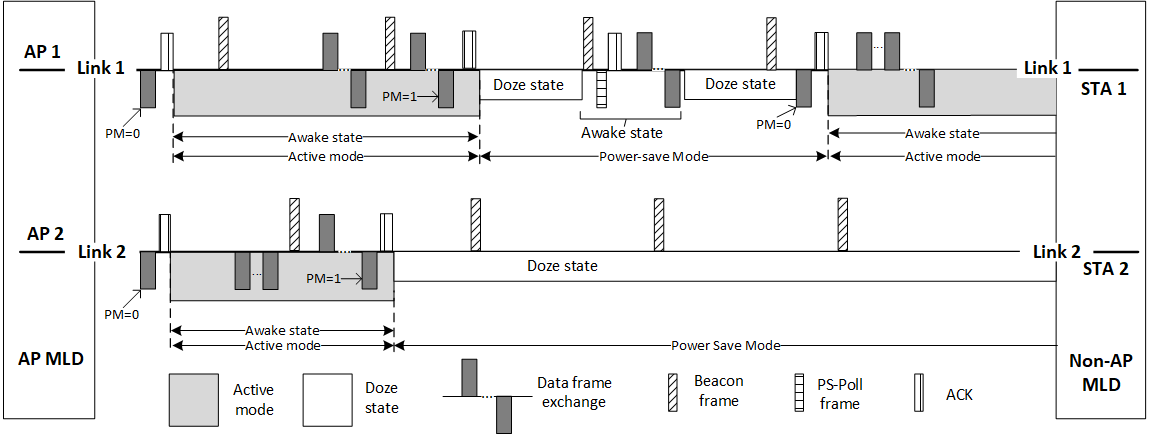 AP 1
Link 1
PM=0
PM=1
Doze state
Doze state
Awake state
PM=0
Link 1
STA 1
Awake state
Awake state
Active mode
Power-save Mode
Active mode
AP 2
Link 2
PM=0
PM=1
Doze state
Link 2
STA 2
Awake state
Active mode
Power Save Mode
AP MLD
Non-AP
MLD
Active
mode
Doze
state
Data frame
exchange
Beacon
frame
PS-Poll
frame
ACK